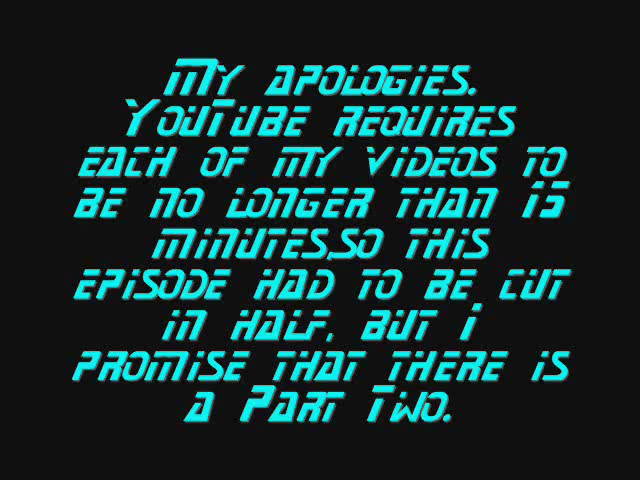 My apologies.
YouTube requires
each of my videos to
be no longer than 15
minutes,so this
episode had to be cut
in half, but I
promise that there is
a Part Two.